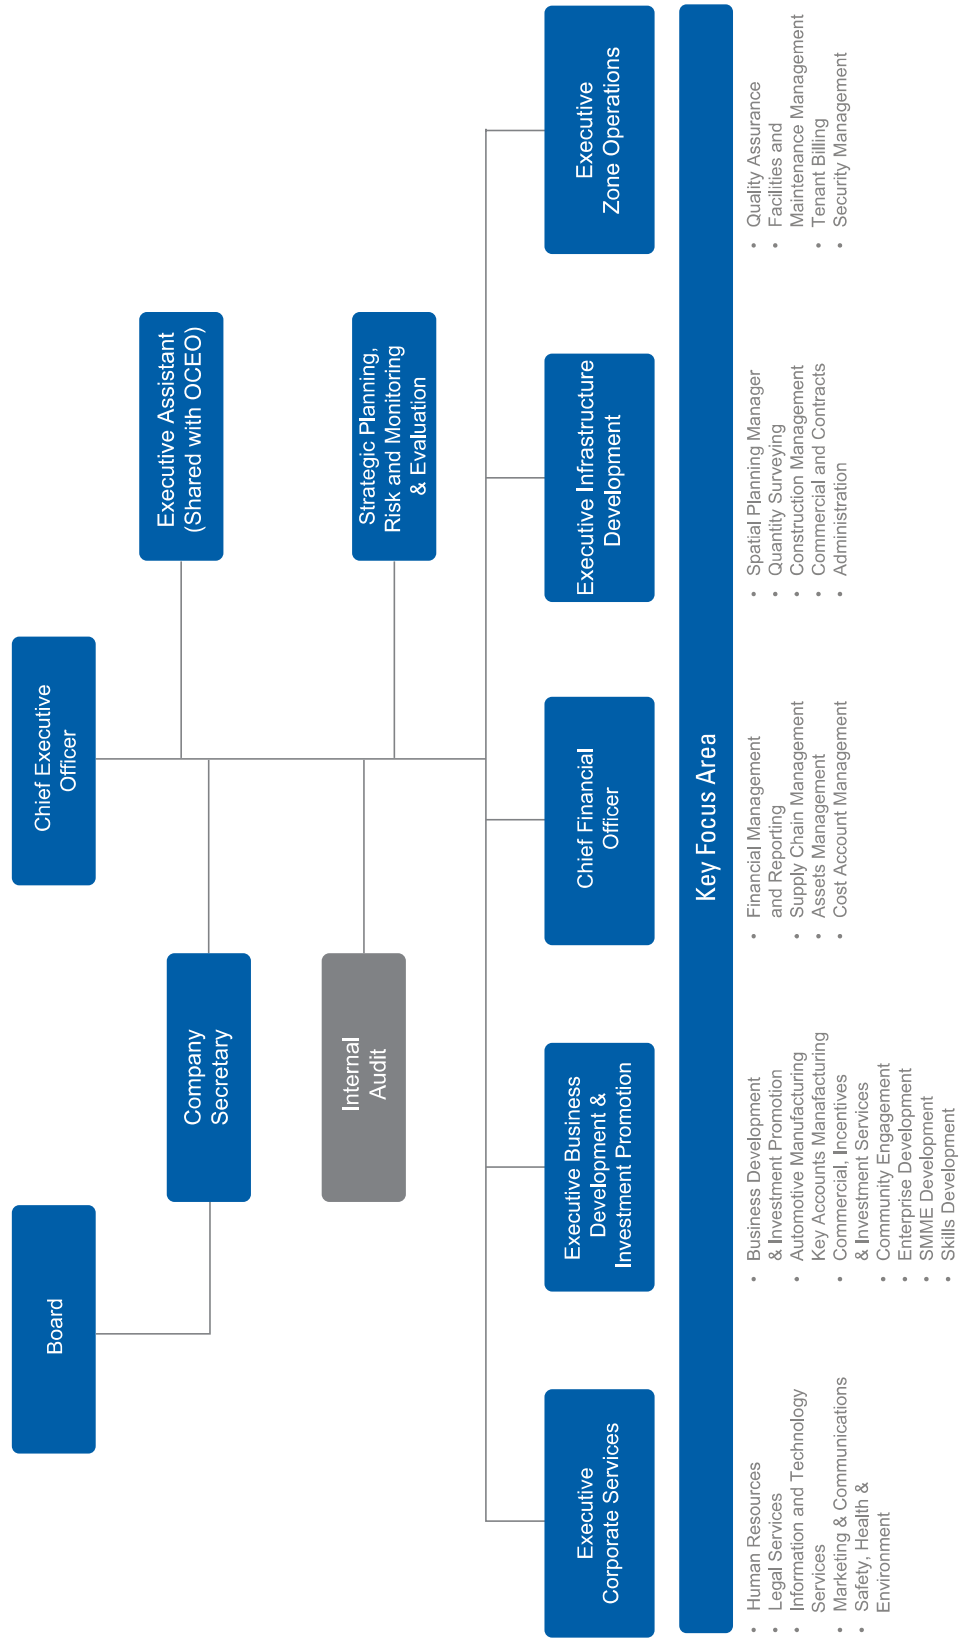 Board
Chief Executive
Officer
Company
Secretary
Executive Assistant
(Shared with OCEO)
Internal
Audit
Strategic Planning,
Risk and Monitoring
& Evaluation
Executive
Corporate Services
Executive Business
Development &
Investment Promotion
Chief Financial
Officer
Executive Infrastructure
Development
Executive
Zone Operations
Key Focus Area
• Human Resources
• Legal Services
• Information and Technology
Services
• Marketing & Communications
• Safety, Health &
Environment
• Business Development
& Investment Promotion
• Automotive Manufacturing
Key Accounts Manafacturing
• Commercial, Incentives
& Investment Services
• Community Engagement
• Enterprise Development
• SMME Development
• Skills Development
• Financial Management
and Reporting
• Supply Chain Management
• Assets Management
• Cost Account Management
• Spatial Planning Manager
• Quantity Surveying
• Construction Management
• Commercial and Contracts
• Administration
• Quality Assurance
• Facilities and
Maintenance Management
• Tenant Billing
• Security Management